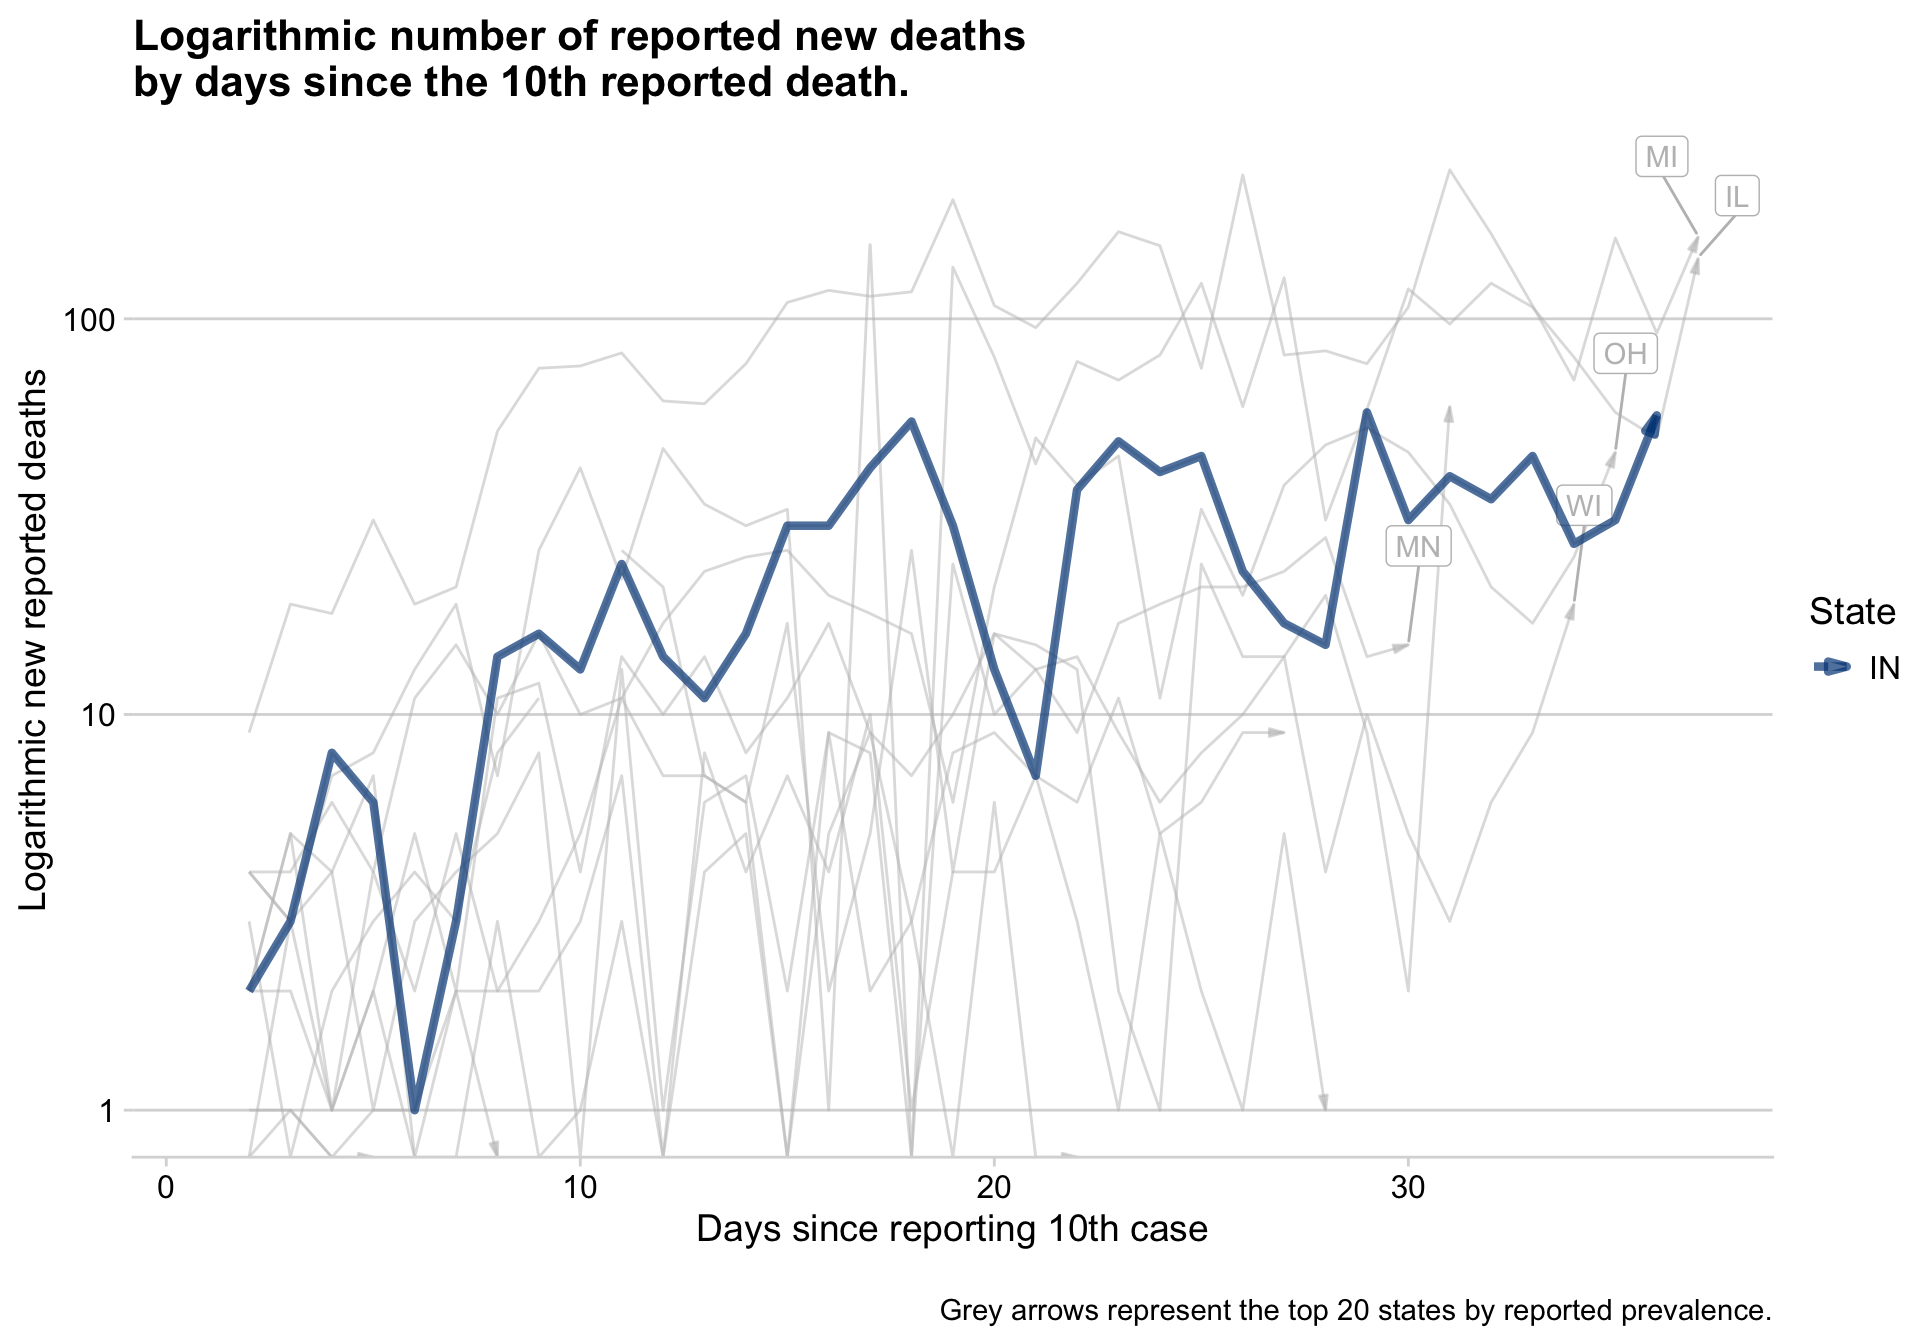 Logarithmic number of reported new deaths
by days since the 10th reported death.
MI
IL
100
OH
WI
MN
10
1
Logarithmic new reported deaths
State
IN
0 10 20 30
Days since reporting 10th case
Grey arrows represent the top 20 states by reported prevalence.